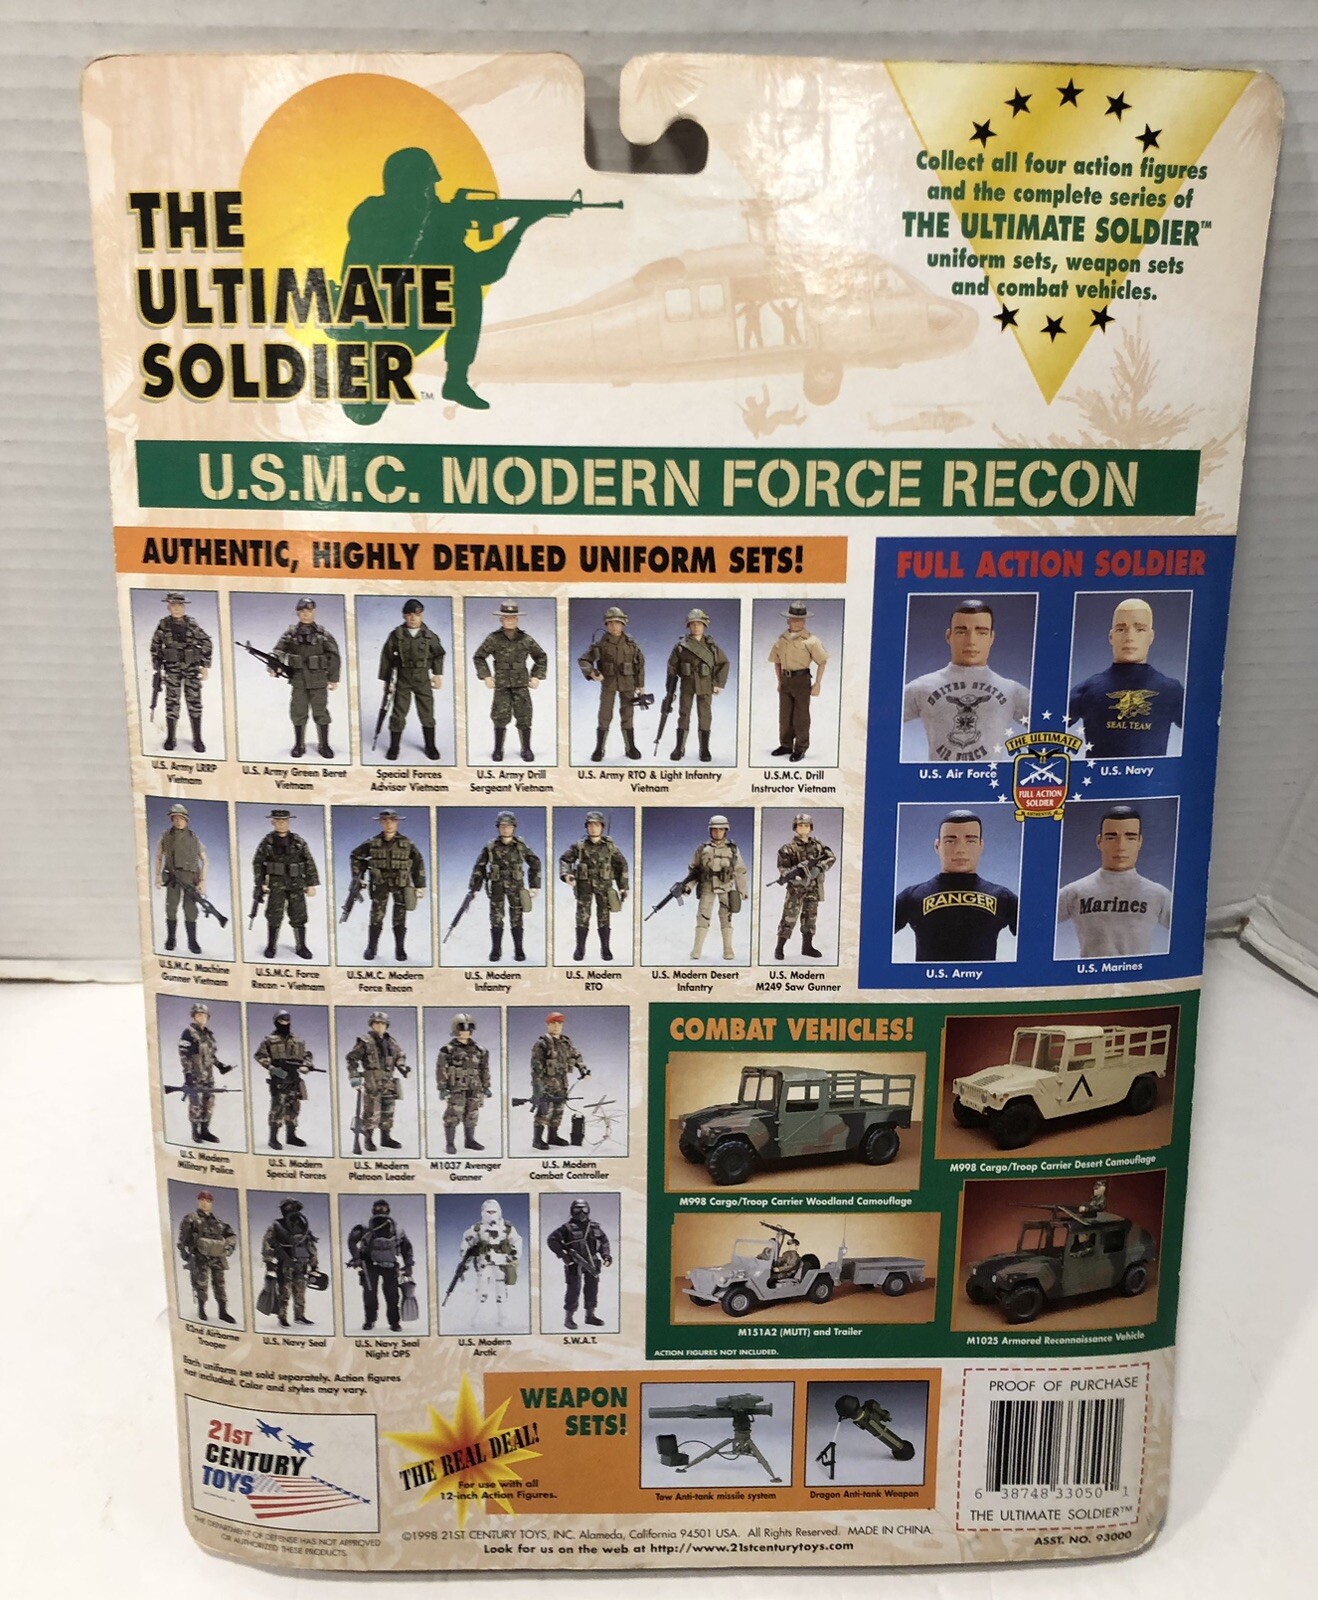 THE
ULTIMATE
SOLDIER™
Collect all four action figures
and the complete series of
THE ULTIMATE SOLDIER™
uniform sets, weapon sets
and combat vehicles.
U.S.M.C. MODERN FORCE RECON
AUTHENTIC, HIGHLY DETAILED UNIFORM SETS!
U.S. Army LRRP
Vietnam
U.S. Army Green Beret
Vietnam
Special Forces
Advisor Vietnam
U.S. Army Drill
Sergeant Vietnam
U.S. Army RTO & Light Infantry
Vietnam
U.S.M.C. Drill
Instructor Vietnam
U.S.M.C. Machine
Gunner Vietnam
U.S.M.C. Force
Recon - Vietnam
U.S.M.C. Modern
Force Recon
U.S. Modern
Infantry
U.S. Modern
RTO
U.S. Modern Desert
Infantry
U.S. Modern
M249 Saw Gunner
U.S. Modern
Military Police
U.S. Modern
Special Forces
U.S. Modern
Platoon Leader
M1037 Avenger
Gunner
U.S. Modern
Combat Controller
82nd Airborne
Trooper
U.S. Navy Seal
U.S. Navy Seal
Night OPS
U.S. Modern
Arctic
S.W.A.T.
Each uniform set sold separately. Action figures
not included. Color and styles may vary.
FULL ACTION SOLDIER
UNITED STATES
AIR FORCE
U.S. Air Force
SEAL TEAM
U.S. Navy
THE ULTIMATE
FULL ACTION
SOLDIER
AUTHENTIC
RANGER
U.S. Army
Marines
U.S. Marines
COMBAT VEHICLES!
M998 Cargo/Troop Carrier Woodland Camouflage
M998 Cargo/Troop Carrier Desert Camouflage
M151A2 (MUTT) and Trailer
M1025 Armored Reconnaissance Vehicle
ACTION FIGURES NOT INCLUDED.
21ST
CENTURY
TOYS
THE REAL DEAL!
WEAPON
SETS!
For use with all
12-inch Action Figures.
Tow Anti-tank missile system
Dragon Anti-tank Weapon
PROOF OF PURCHASE
6 38748 33050 1
THE ULTIMATE SOLDIER™
ASST. NO. 93000
THE DEPARTMENT OF DEFENSE HAS NOT APPROVED
OR AUTHORIZED THESE PRODUCTS.
©1998 21ST CENTURY TOYS, INC. Alameda, California 94501 USA. All Rights Reserved. MADE IN CHINA.
Look for us on the web at http://www.21stcenturytoys.com